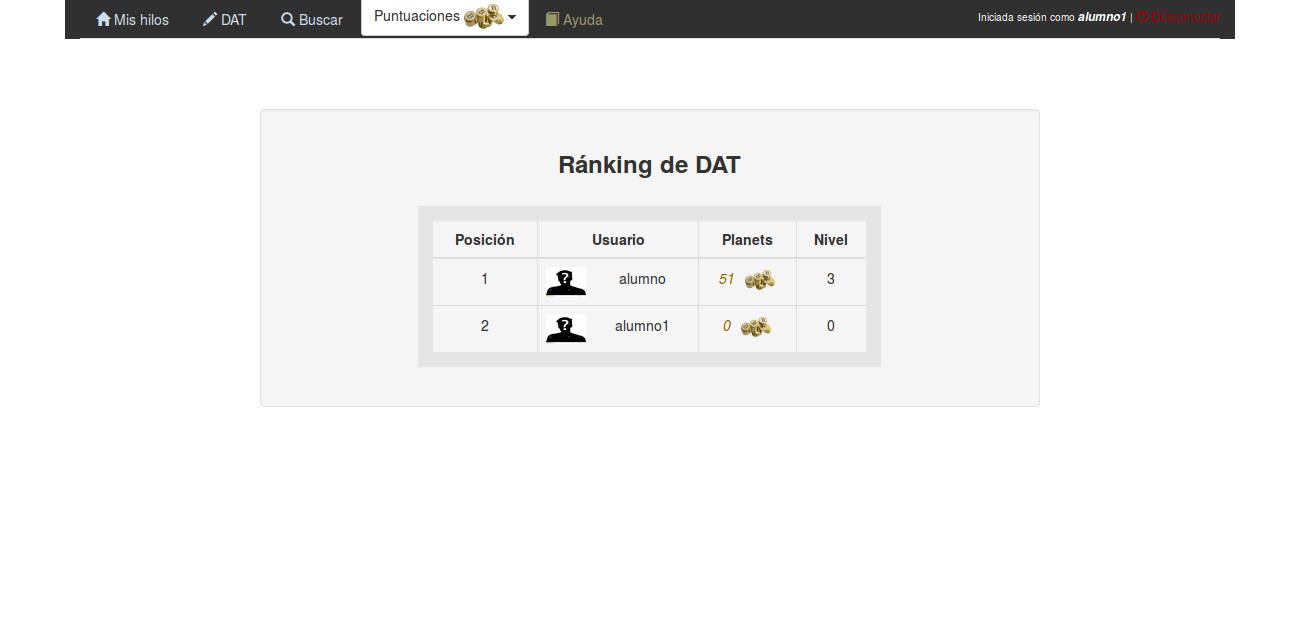 Mis hilos DAT Buscar Puntuaciones Ayuda Iniciada sesión como alumno1 | Desconectar
Ránking de DAT
Posición Usuario Planets Nivel
1 ? alumno 51 3
2 ? alumno1 0 0